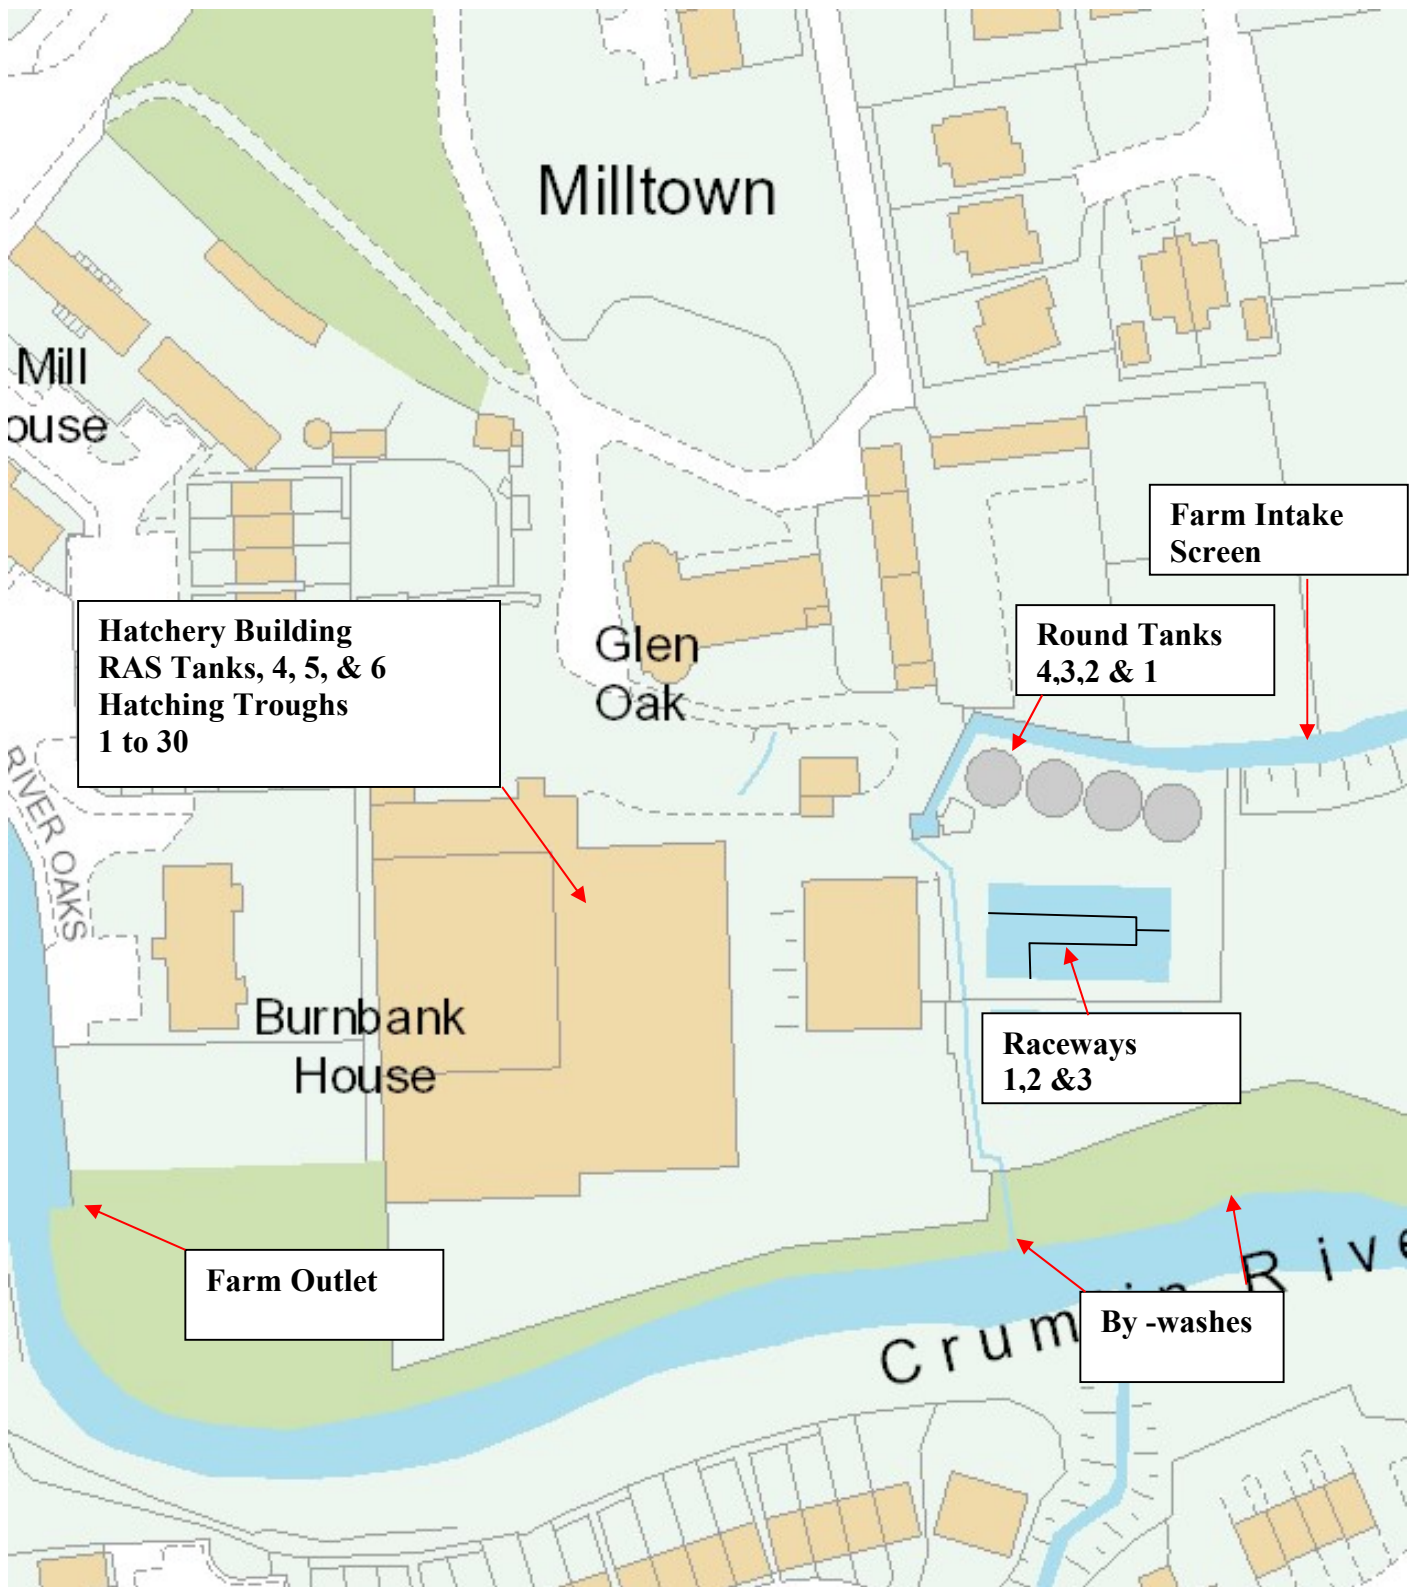 Milltown
Mill
ouse
Farm Intake
Screen
Hatchery Building
RAS Tanks, 4, 5, & 6
Hatching Troughs
1 to 30
Glen
Oak
Round Tanks
4,3,2 & 1
RIVER OAKS
Burnbank
House
Raceways
1,2 &3
Farm Outlet
By -washes
Crum in Rive